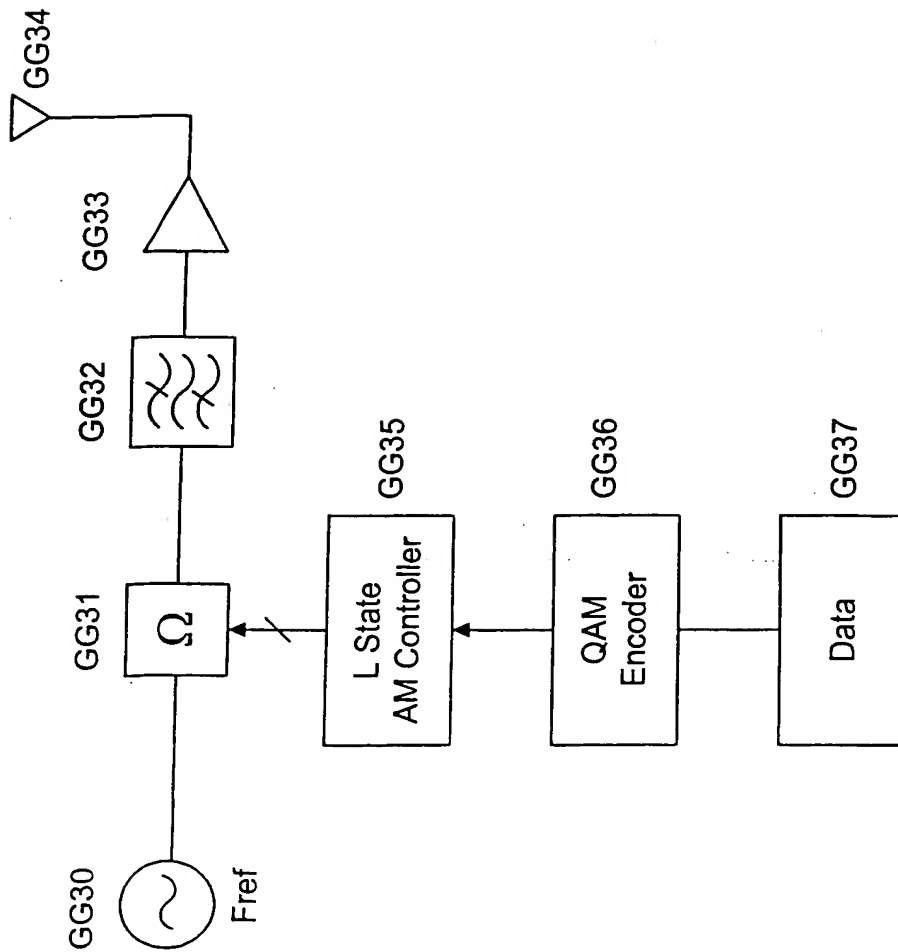 GG34
GG33
GG32
GG31
Ω
GG30
Fref
GG35
L State
AM Controller
GG36
QAM
Encoder
GG37
Data